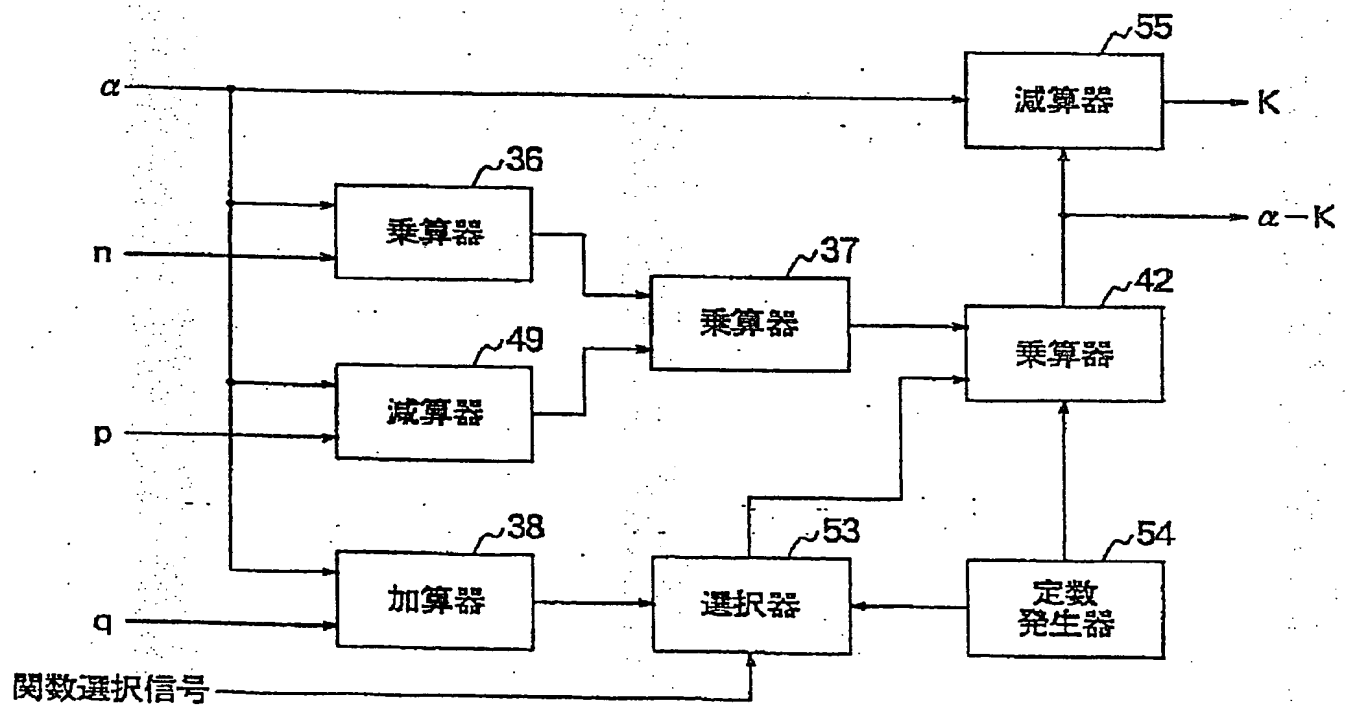 55
α
減算器
K
36
乗算器
α-K
n
37
乗算器
42
乗算器
49
減算器
p
38
加算器
53
選択器
54
定数
発生器
q
関数選択信号